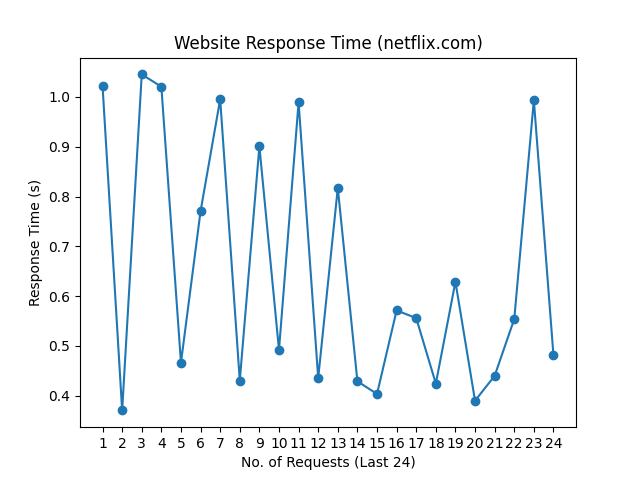 Website Response Time (netflix.com)
Response Time (s)
1.0
0.9
0.8
0.7
0.6
0.5
0.4
1 2 3 4 5 6 7 8 9 10 11 12 13 14 15 16 17 18 19 20 21 22 23 24
No. of Requests (Last 24)